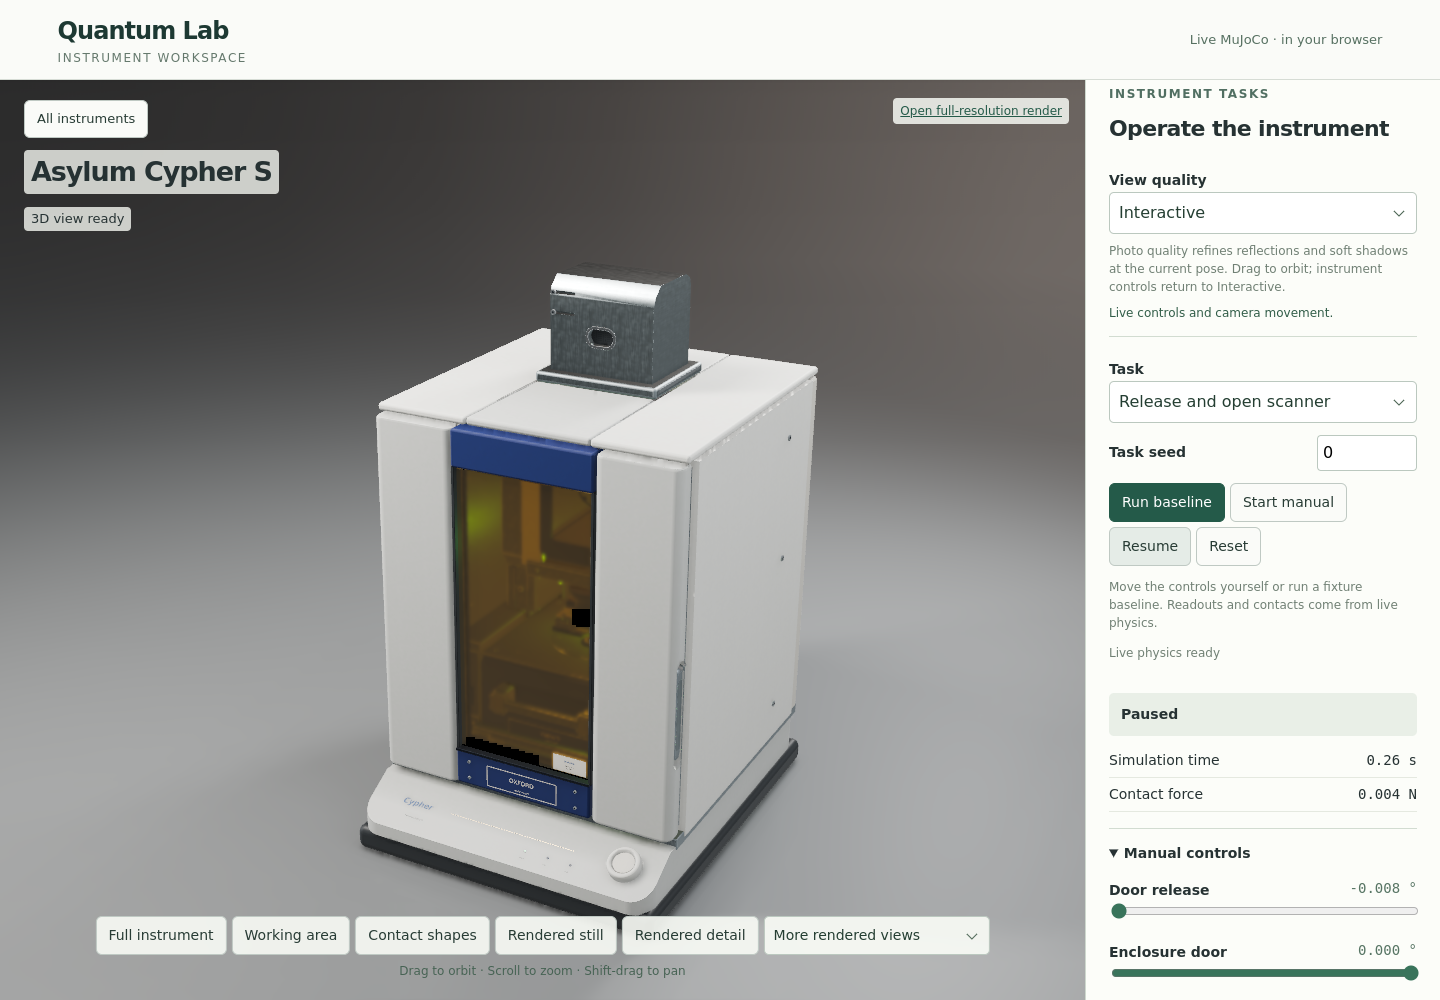 Quantum Lab
INSTRUMENT WORKSPACE
Live MuJoCo · in your browser
All instruments
Open full-resolution render
Asylum Cypher S
3D view ready
OXFORD
Cypher
Full instrument
Working area
Contact shapes
Rendered still
Rendered detail
More rendered views
Drag to orbit · Scroll to zoom · Shift-drag to pan
INSTRUMENT TASKS
Operate the instrument
View quality
Interactive
Photo quality refines reflections and soft shadows
at the current pose. Drag to orbit; instrument
controls return to Interactive.
Live controls and camera movement.
Task
Release and open scanner
Task seed
0
Run baseline
Start manual
Resume
Reset
Move the controls yourself or run a fixture
baseline. Readouts and contacts come from live
physics.
Live physics ready
Paused
Simulation time 0.26 s
Contact force 0.004 N
▼ Manual controls
Door release -0.008 °
Enclosure door 0.000 °